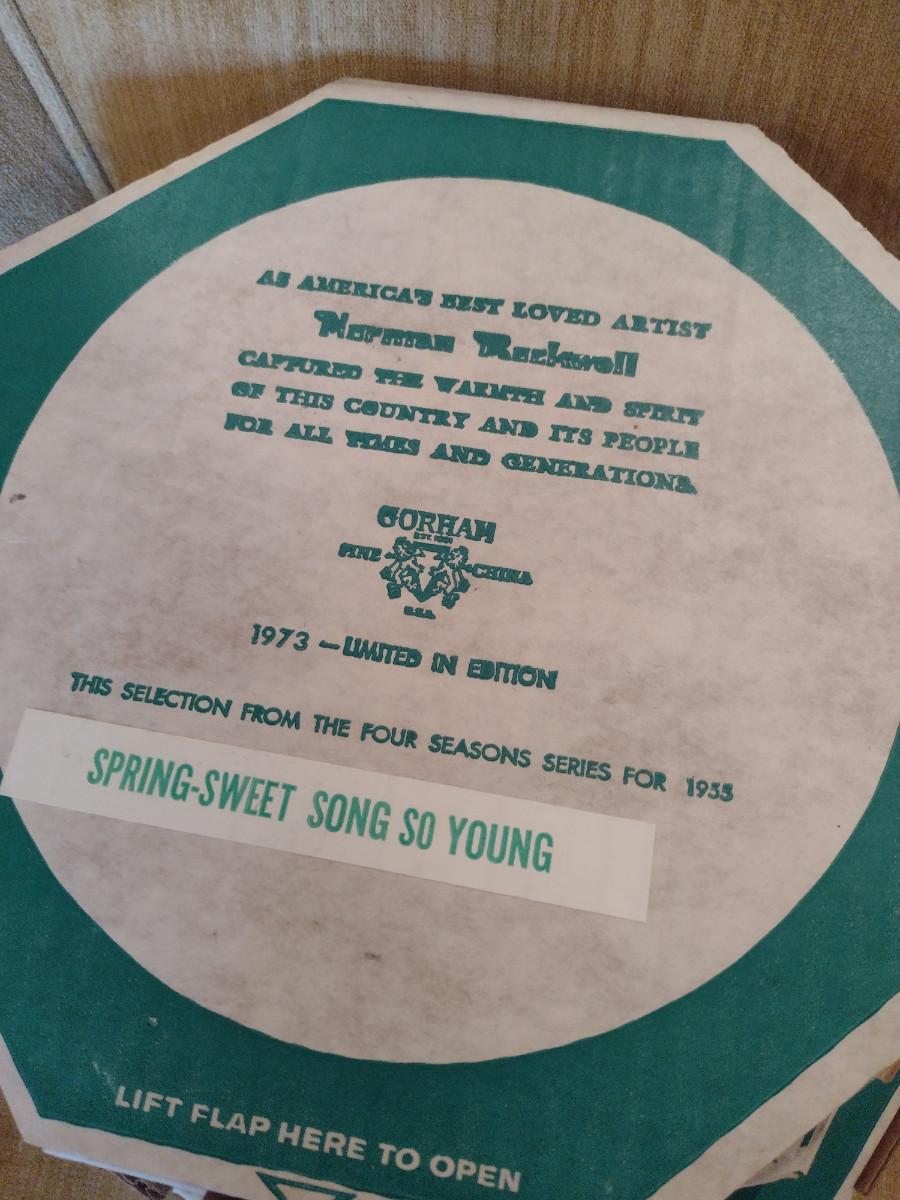 AS AMERICA'S BEST LOVED ARTIST
Norman Rockwell
CAPTURED THE WARMTH AND SPIRIT
OF THIS COUNTRY AND ITS PEOPLE
FOR ALL TIMES AND GENERATIONS.
GORHAM
EST. 1831
FINE CHINA
U.S.A.
1973 - LIMITED IN EDITION
THIS SELECTION FROM THE FOUR SEASONS SERIES FOR 1955
SPRING-SWEET SONG SO YOUNG
LIFT FLAP HERE TO OPEN